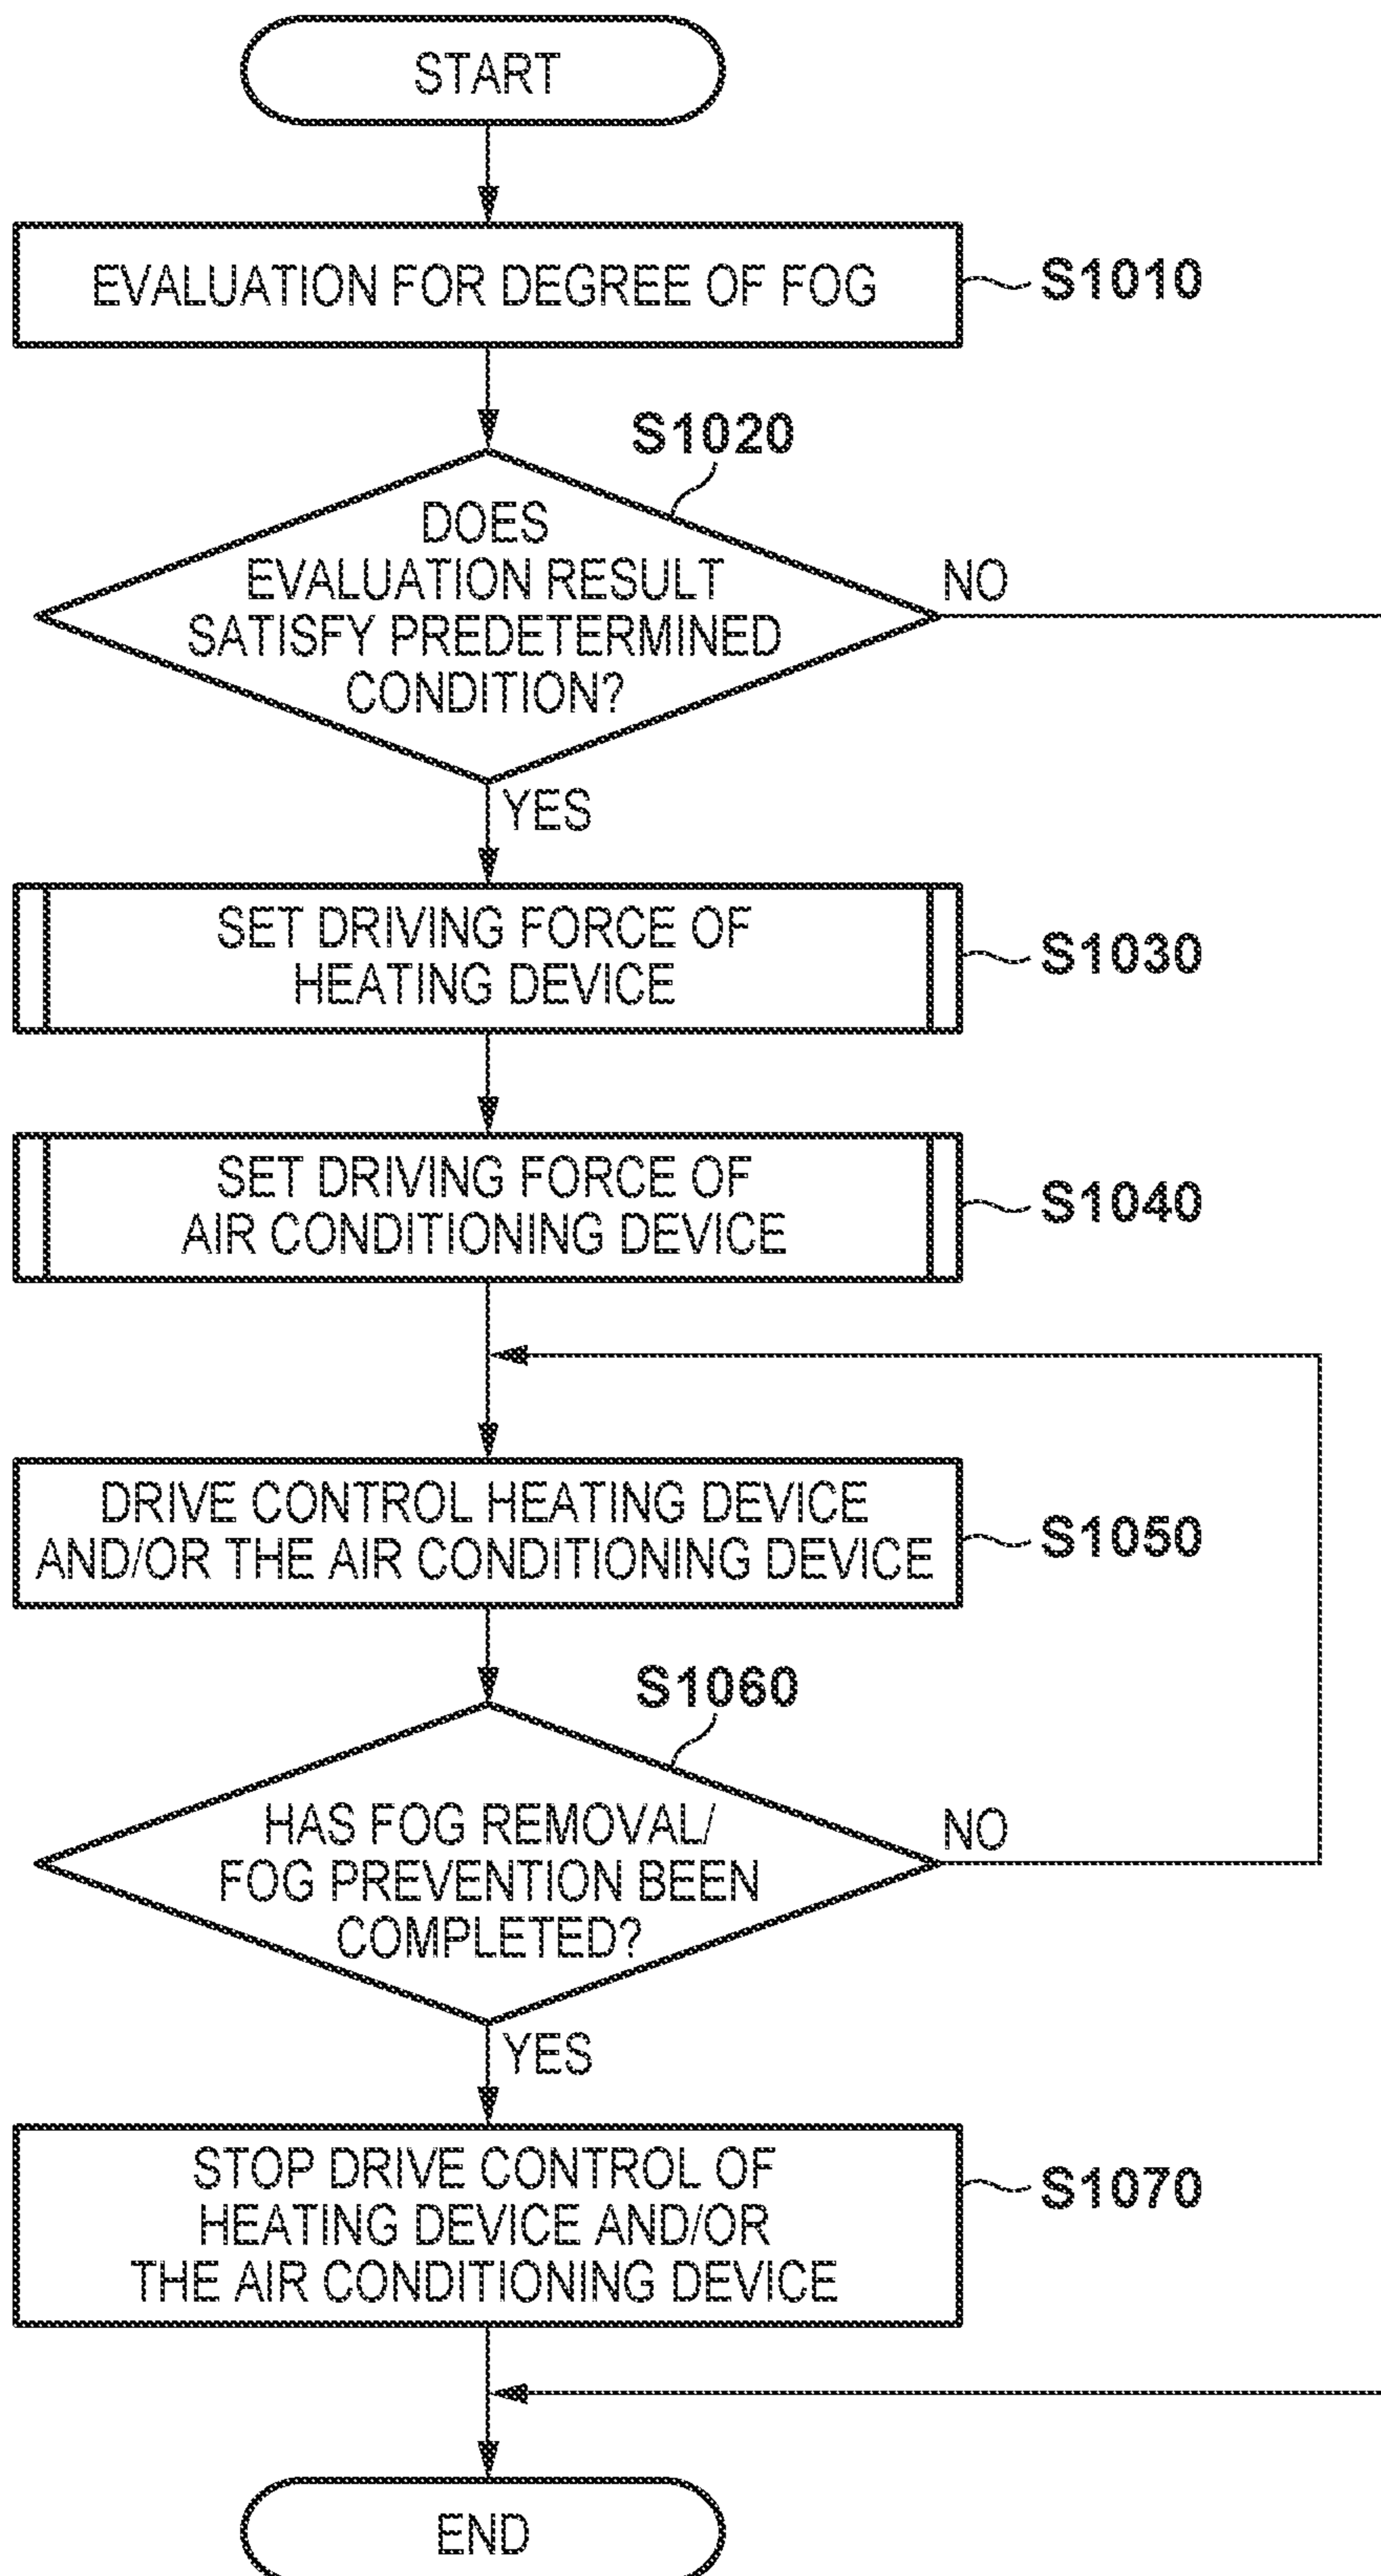 START
EVALUATION FOR DEGREE OF FOG
S1010
S1020
DOES
EVALUATION RESULT
SATISFY PREDETERMINED
CONDITION?
NO
YES
SET DRIVING FORCE OF
HEATING DEVICE
S1030
SET DRIVING FORCE OF
AIR CONDITIONING DEVICE
S1040
DRIVE CONTROL HEATING DEVICE
AND/OR THE AIR CONDITIONING DEVICE
S1050
S1060
HAS FOG REMOVAL/
FOG PREVENTION BEEN
COMPLETED?
NO
YES
STOP DRIVE CONTROL OF
HEATING DEVICE AND/OR
THE AIR CONDITIONING DEVICE
S1070
END